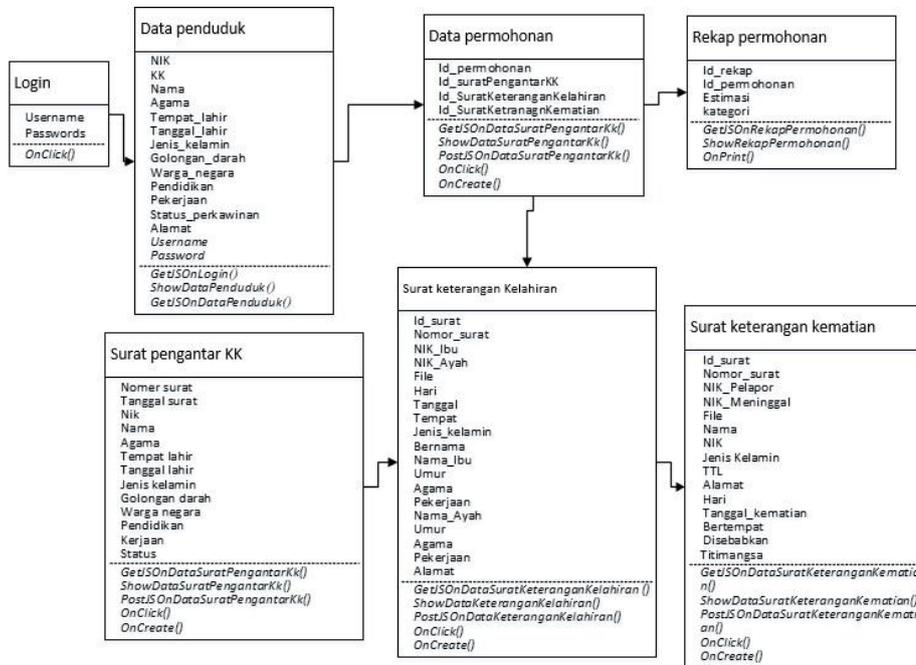 Login
Username
Passwords
OnClick()
Data penduduk
NIK
KK
Nama
Agama
Tempat_lahir
Tanggal_lahir
Jenis_kelamin
Golongan_darah
Warga_negara
Pendidikan
Pekerjaan
Status_perkawinan
Alamat
Username
Password
GetJSOnLogin()
ShowDataPenduduk()
GetJSOnDataPenduduk()
Data permohonan
Id_permohonan
Id_suratPengantarKK
Id_SuratKeteranganKelahiran
Id_SuratKetranagnKematian
GetJSOnDataSuratPengantarKk()
ShowDataSuratPengantarKk()
PostJSOnDataSuratPengantarKk()
OnClick()
OnCreate()
Rekap permohonan
Id_rekap
Id_permohonan
Estimasi
kategori
GetJSOnRekapPermohonan()
ShowRekapPermohonan()
OnPrint()
Surat pengantar KK
Nomer surat
Tanggal surat
Nik
Nama
Agama
Tempat lahir
Tanggal lahir
Jenis kelamin
Golongan darah
Warga negara
Pendidikan
Kerjaan
Status
GetJSOnDataSuratPengantarKk()
ShowDataSuratPengantarKk()
PostJSOnDataSuratPengantarKk()
OnClick()
OnCreate()
Surat keterangan Kelahiran
Id_surat
Nomor_surat
NIK_Ibu
NIK_Ayah
File
Hari
Tanggal
Tempat
Jenis_kelamin
Bernama
Nama_Ibu
Umur
Agama
Pekerjaan
Nama_Ayah
Umur
Agama
Pekerjaan
Alamat
GetJSOnDataSuratKeteranganKelahiran ()
ShowDataKeteranganKelahiran()
PostJSOnDataKeteranganKelahiran()
OnClick()
OnCreate()
Surat keterangan kematian
Id_surat
Nomor_surat
NIK_Pelapor
NIK_Meninggal
File
Nama
NIK
Jenis Kelamin
TTL
Alamat
Hari
Tanggal_kematian
Bertempat
Disebabkan
Titimangsa
GetJSOnDataSuratKeteranganKematia
n()
ShowDataSuratKeteranganKematian()
PostJSOnDataSuratKeteranganKemati
an()
OnClick()
OnCreate()